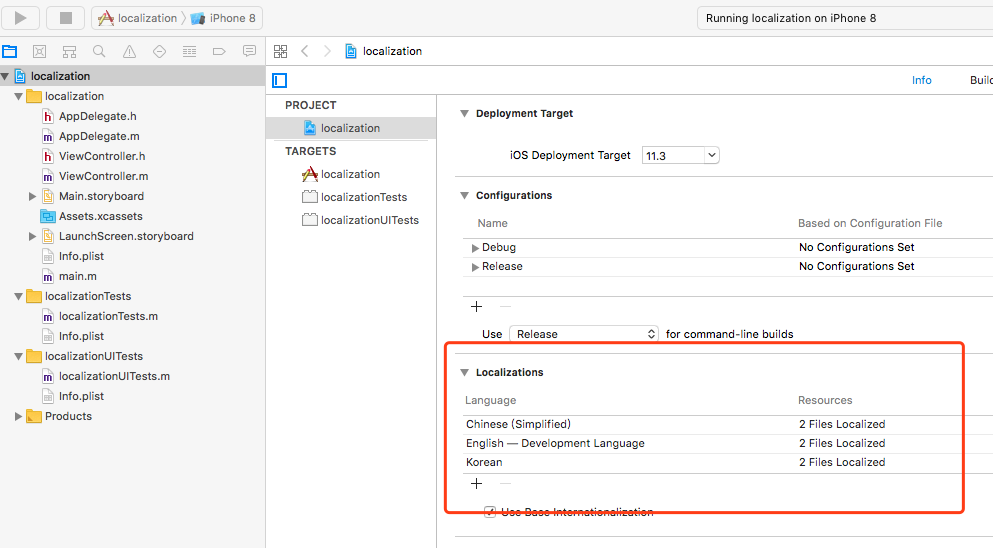 localization
iPhone 8
Running localization on iPhone 8
localization
localization
Info
Build
localization
AppDelegate.h
AppDelegate.m
ViewController.h
ViewController.m
Main.storyboard
Assets.xcassets
LaunchScreen.storyboard
Info.plist
main.m
localizationTests
localizationTests.m
Info.plist
localizationUITests
localizationUITests.m
Info.plist
Products
PROJECT
localization
TARGETS
localization
localizationTests
localizationUITests
Deployment Target
iOS Deployment Target 11.3
Configurations
Name Based on Configuration File
Debug No Configurations Set
Release No Configurations Set
Use Release for command-line builds
Localizations
Language Resources
Chinese (Simplified) 2 Files Localized
English — Development Language 2 Files Localized
Korean 2 Files Localized
Use Base Internationalization